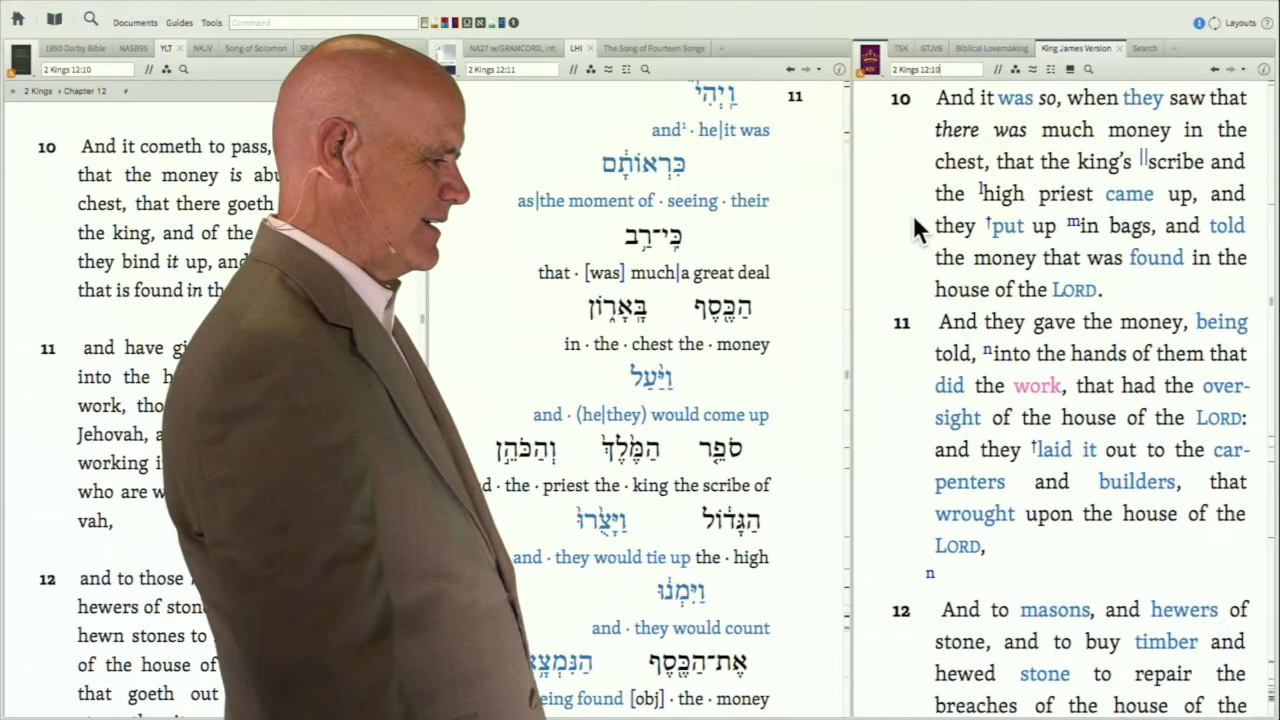 Documents Guides Tools Command
Layouts
1890 Darby Bible NASB95 YLT NKJV Song of Solomon
NA27 w/GRAMCORD, int. LHI The Song of Fourteen Songs
TSK GTJVS Biblical Lovemaking King James Version Search
2 Kings 12:10
2 Kings 12:11
2 Kings 12:10
» 2 Kings › Chapter 12
10 And it cometh to pass,
that the money is
chest, that there goeth
the king, and of the
they bind it up,
that is found in
11 and have
into the
work,
Jehovah,
working
who are
vah,
12 and to those
hewers of
hewn stones to
of the house of
that goeth out
11 וַיְהִי֙
and¹ · he|it was
כִּרְאוֹתָ֔ם
as|the moment of · seeing · their
כִּֽי־רַ֥ב
that · [was] much|a great deal
הַכֶּ֖סֶף בָּֽאָר֑וֹן
in · the · chest the · money
וַיַּ֨עַל
and · (he|they) would come up
סֹפֵ֤ר הַמֶּ֙לֶךְ֙ וְהַכֹּהֵ֣ן
· the · priest the · king the scribe of
הַגָּד֔וֹל וַיָּצֻ֙רוּ֙
and · they would tie up the · high
וַיִּמְנ֔וּ
and · they would count
אֶת־הַכֶּ֖סֶף
found [obj] · the · money
10 And it was so, when they saw that
there was much money in the
chest, that the king's ||scribe and
the lhigh priest came up, and
they †put up min bags, and told
the money that was found in the
house of the LORD.
11 And they gave the money, being
told, ninto the hands of them that
did the work, that had the over-
sight of the house of the LORD:
and they †laid it out to the car-
penters and builders, that
wrought upon the house of the
LORD,
n
12 And to masons, and hewers of
stone, and to buy timber and
hewed stone to repair the
breaches of the house of the